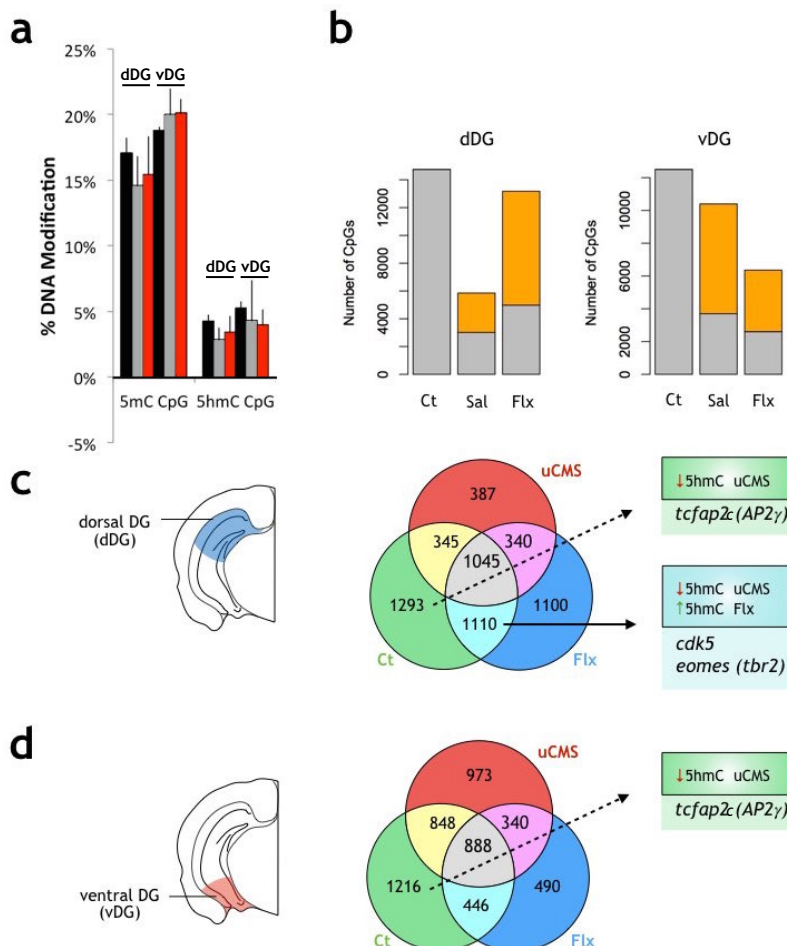 a
25%
20%
15%
10%
5%
0%
-5%
% DNA Modification
dDG vDG
dDG vDG
5mC CpG 5hmC CpG
b
dDG
Number of CpGs
12000
8000
4000
0
Ct Sal Flx
vDG
Number of CpGs
10000
6000
2000
0
Ct Sal Flx
c
dorsal DG
(dDG)
uCMS
387
345
340
1045
1293
1100
1110
Ct
Flx
↓5hmC uCMS
tcfap2c (AP2γ)
↓5hmC uCMS
↑5hmC Flx
cdk5
eomes (tbr2)
d
ventral DG
(vDG)
uCMS
973
848
340
888
1216
490
446
Ct
Flx
↓5hmC uCMS
tcfap2c (AP2γ)